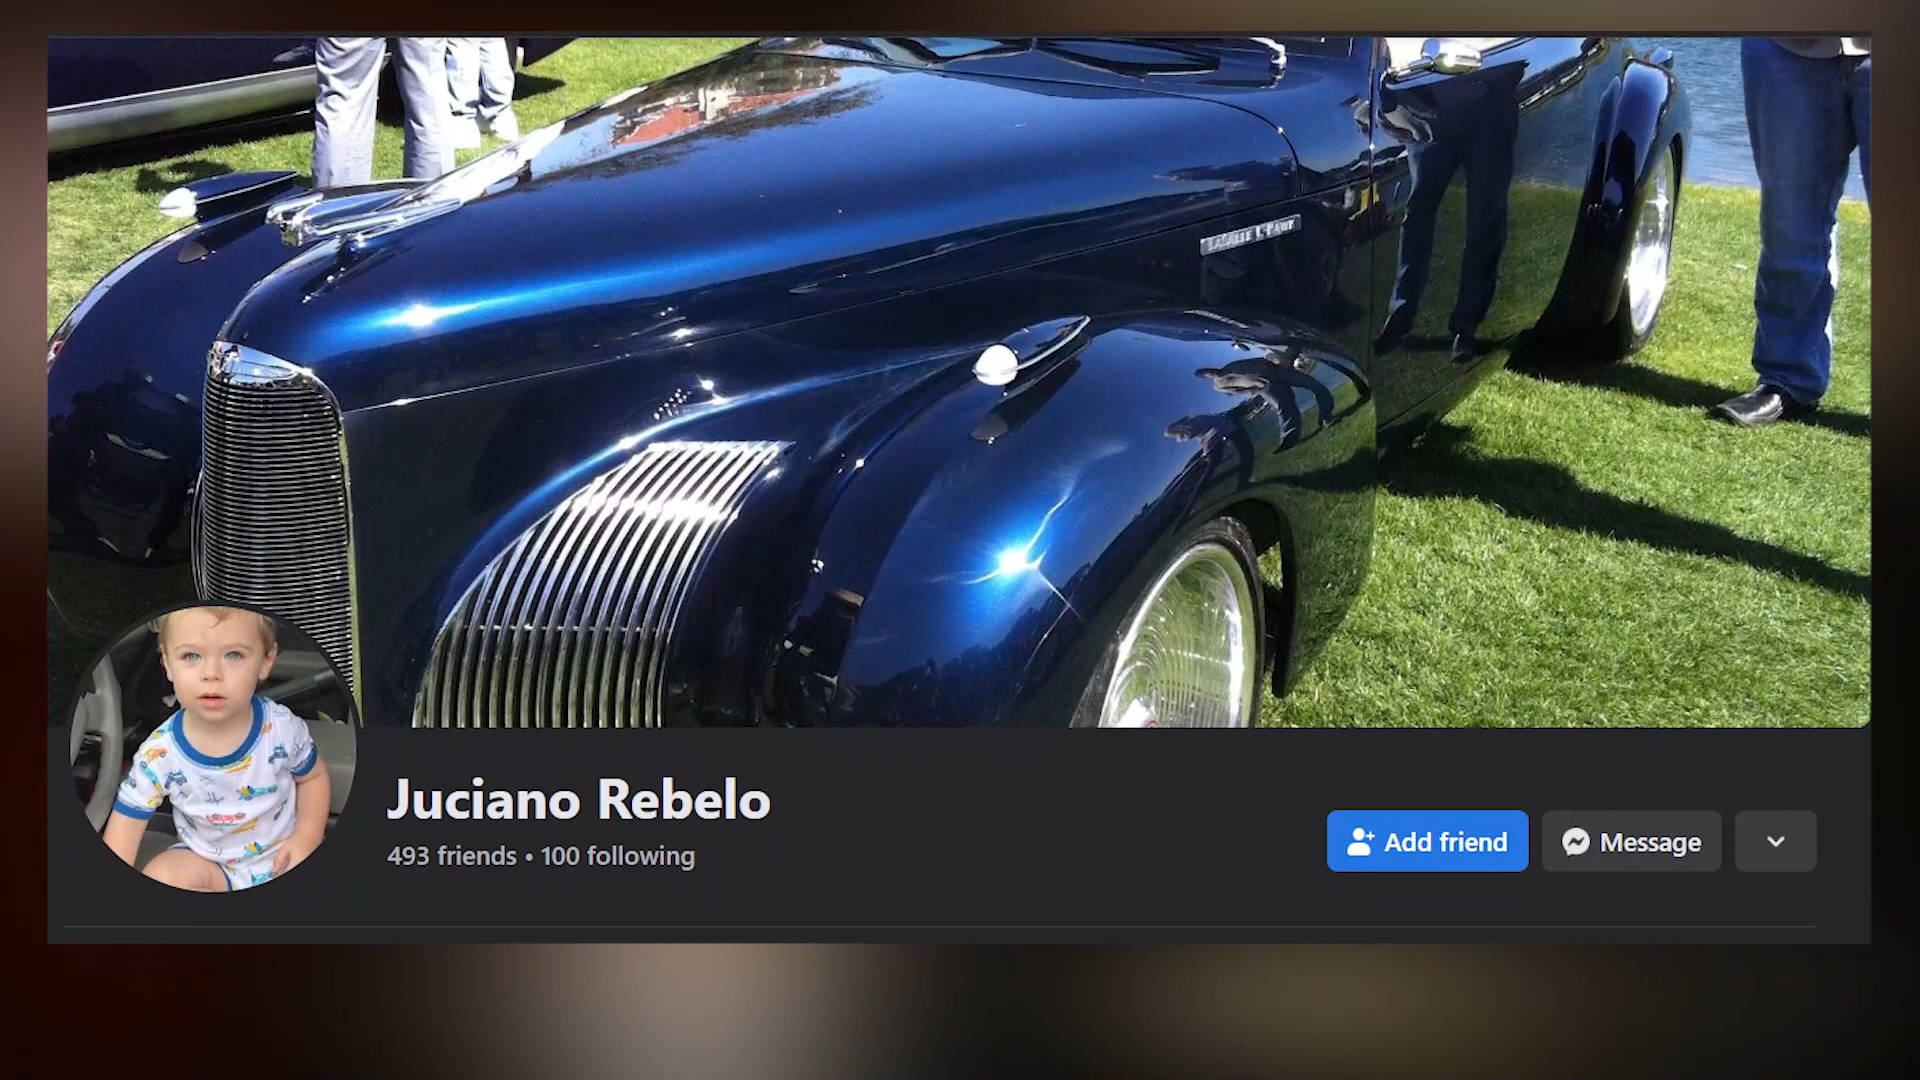 Juciano Rebelo
493 friends • 100 following
Add friend
Message